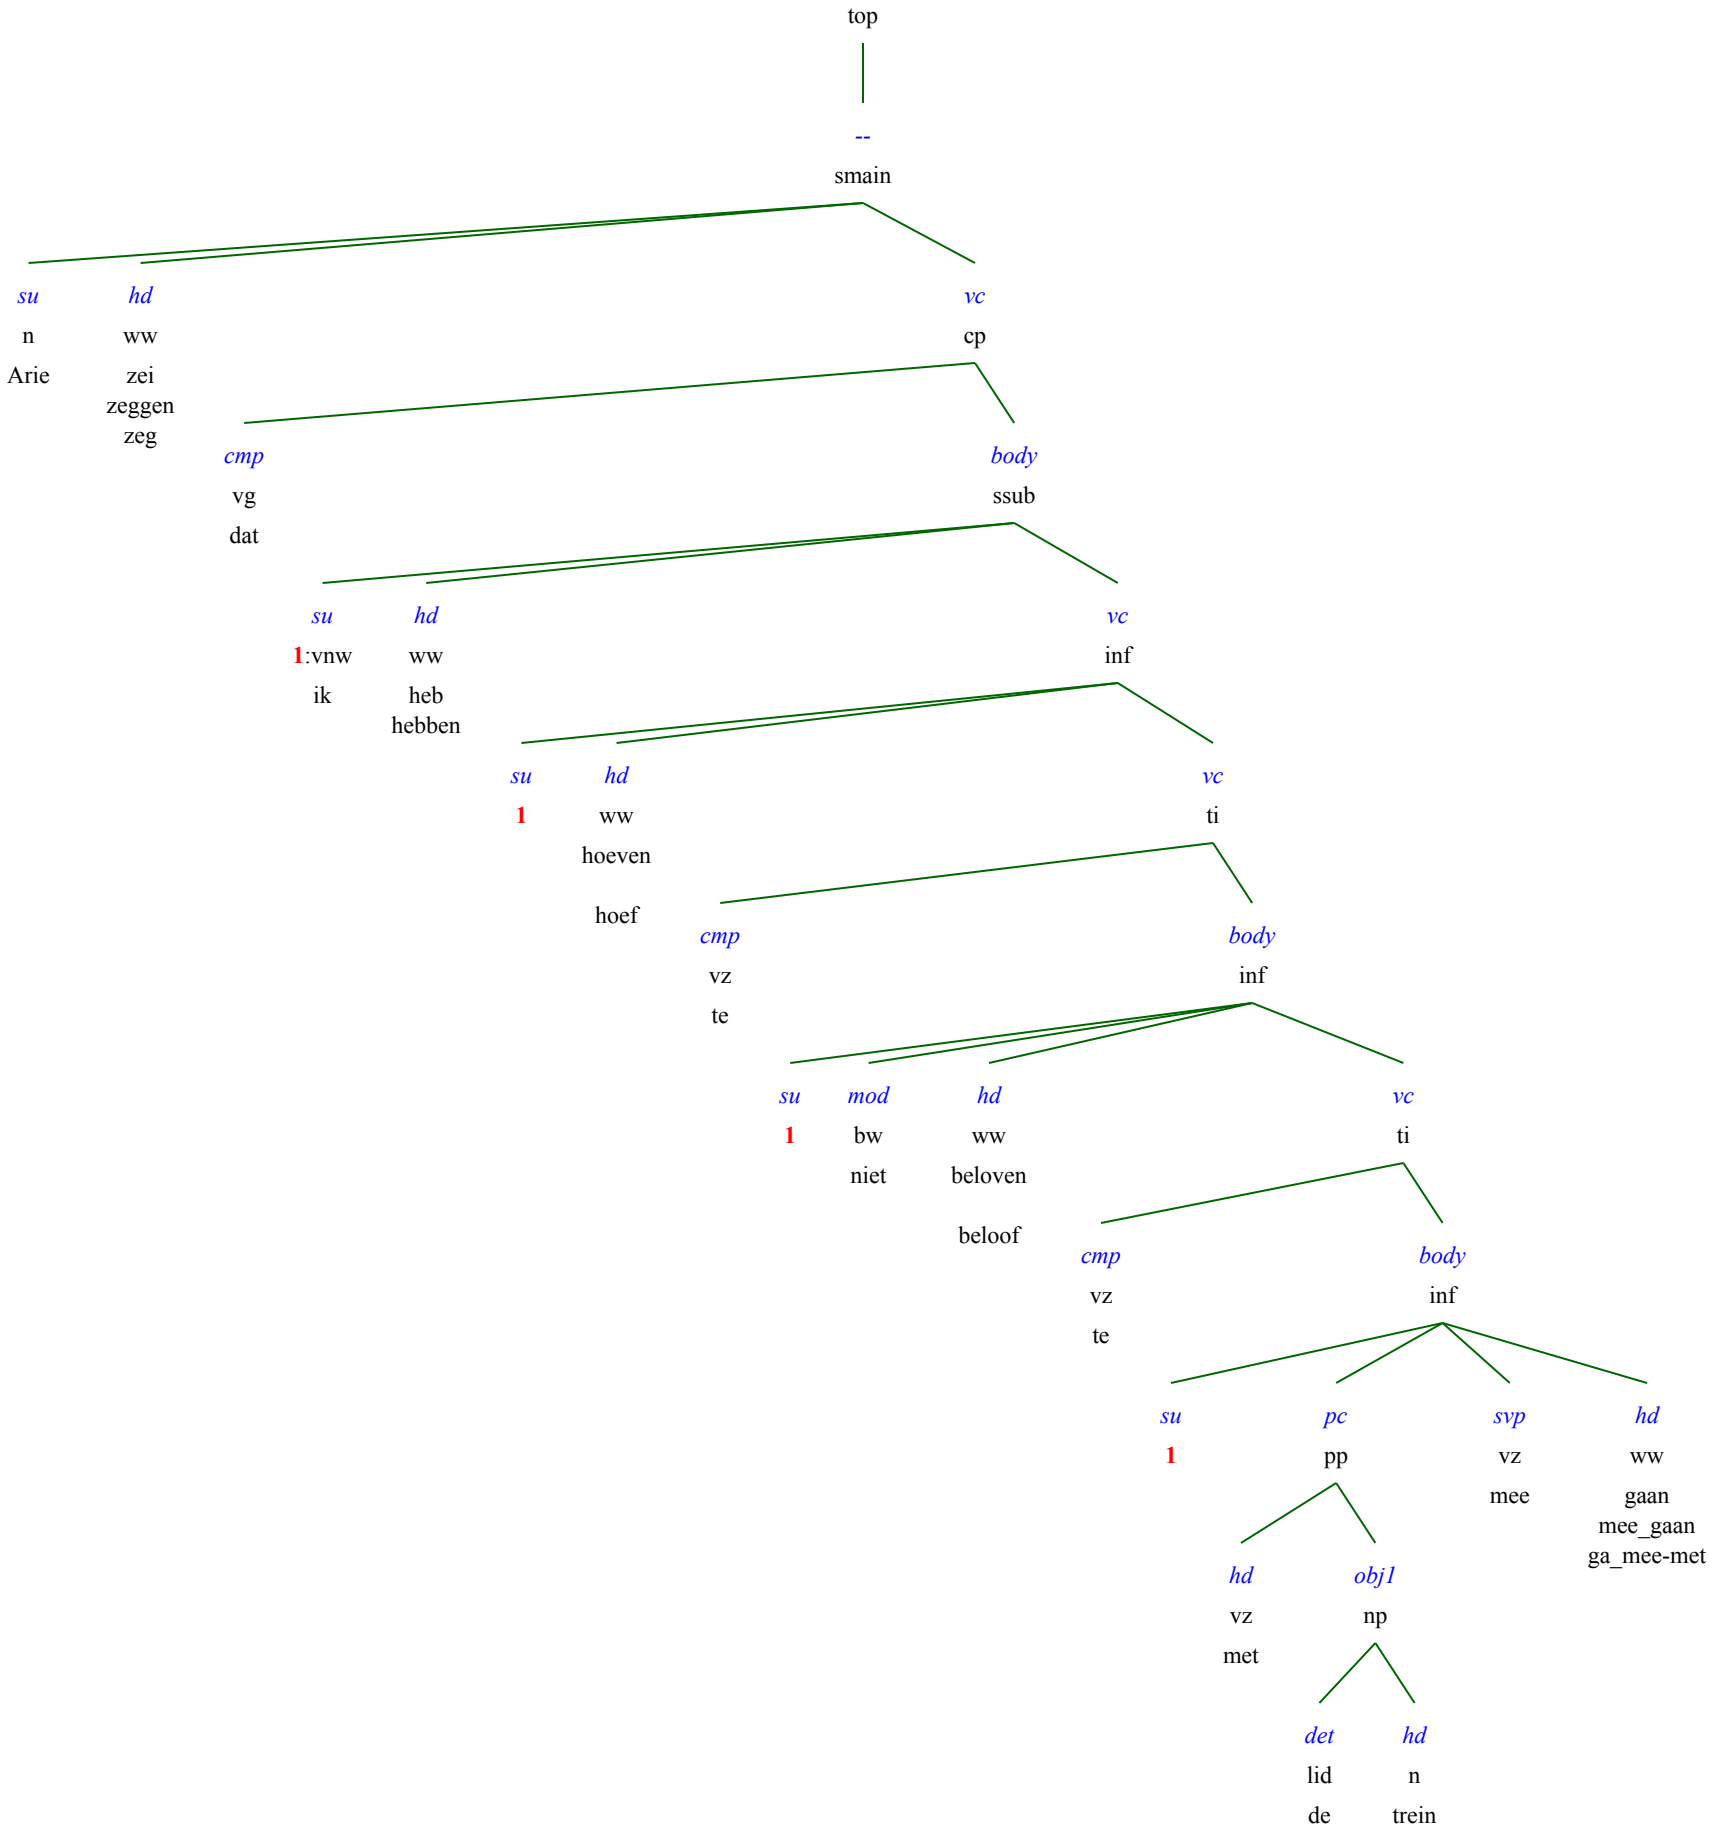 top
--
smain
su hd vc
n ww cp
Arie zei
zeggen
zeg
cmp body
vg ssub
dat
su hd vc
1:vnw ww inf
ik heb
hebben
su hd vc
1 ww ti
hoeven
hoef
cmp body
vz inf
te
su mod hd vc
1 bw ww ti
niet beloven
beloof
cmp body
vz inf
te
su pc svp hd
1 pp vz ww
mee gaan
mee_gaan
ga_mee-met
hd obj1
vz np
met
det hd
lid n
de trein